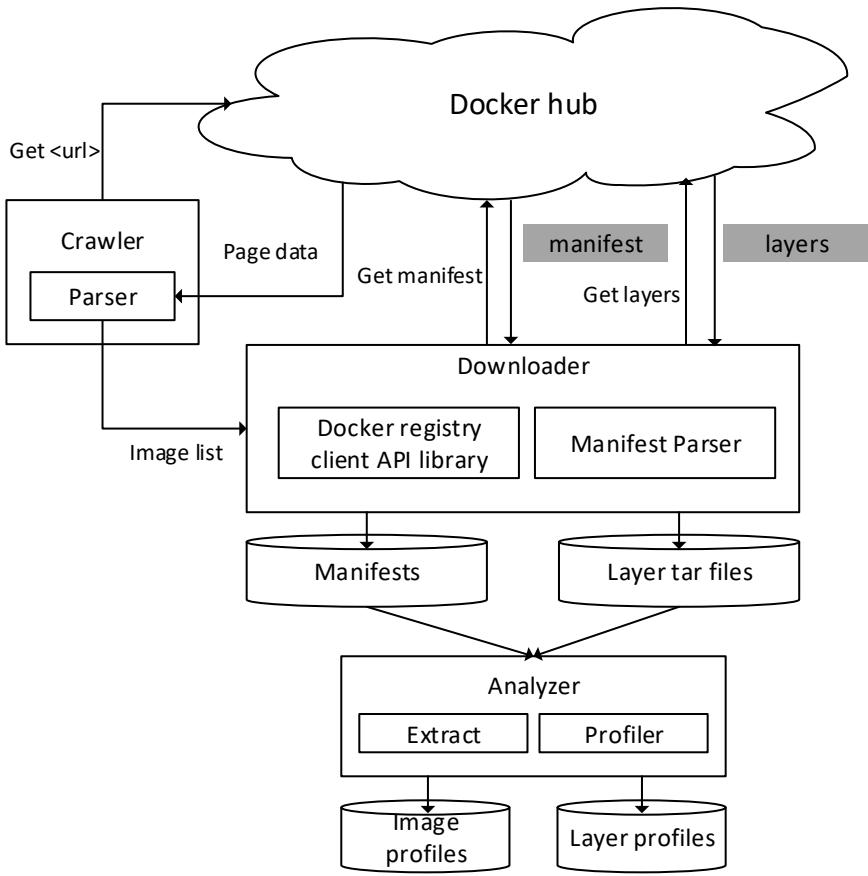 Docker hub
Get <url>
Crawler
Parser
Page data
Get manifest
manifest
Get layers
layers
Image list
Downloader
Docker registry
client API library
Manifest Parser
Manifests
Layer tar files
Analyzer
Extract
Profiler
Image
profiles
Layer profiles